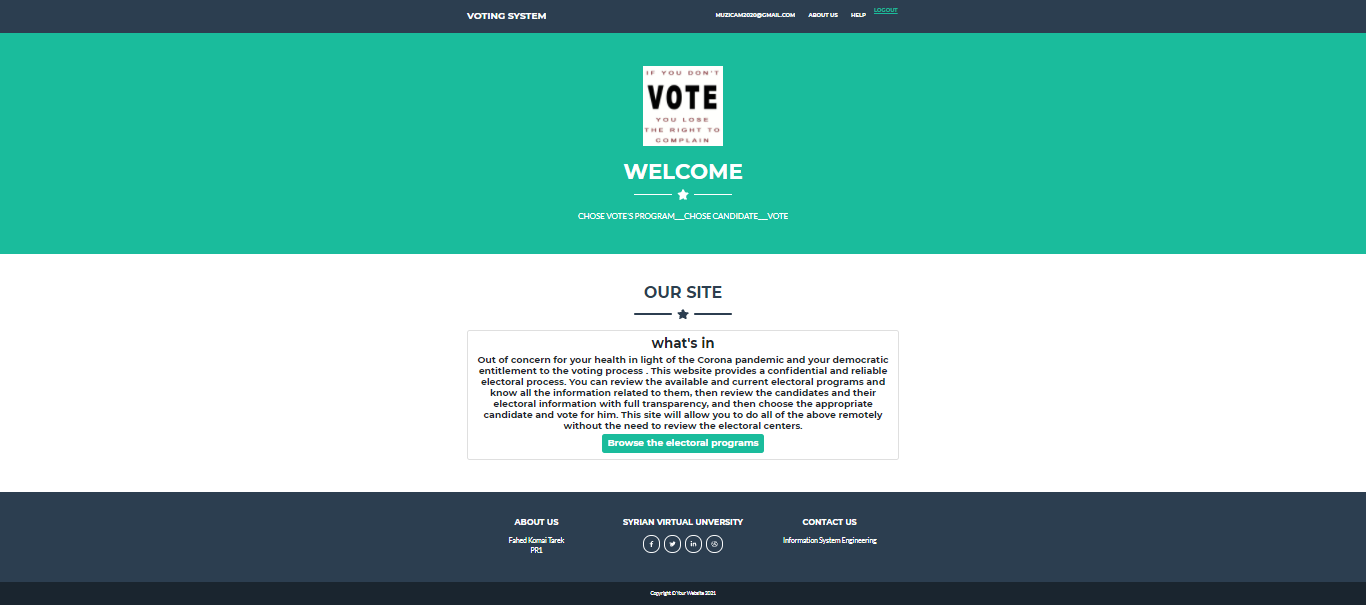 VOTING SYSTEM
MUZICAM2020@GMAIL.COM
ABOUT US
HELP
LOGOUT
IF YOU DON'T
VOTE
YOU LOSE
THE RIGHT TO
COMPLAIN
WELCOME
CHOSE VOTE'S PROGRAM__CHOSE CANDIDATE__VOTE
OUR SITE
what's in
Out of concern for your health in light of the Corona pandemic and your democratic
entitlement to the voting process . This website provides a confidential and reliable
electoral process. You can review the available and current electoral programs and
know all the information related to them, then review the candidates and their
electoral information with full transparency, and then choose the appropriate
candidate and vote for him. This site will allow you to do all of the above remotely
without the need to review the electoral centers.
Browse the electoral programs
ABOUT US
Fahed Komai Tarek
PR1
SYRIAN VIRTUAL UNVERSITY
CONTACT US
Information System Engineering
Copyright © Your Website 2021